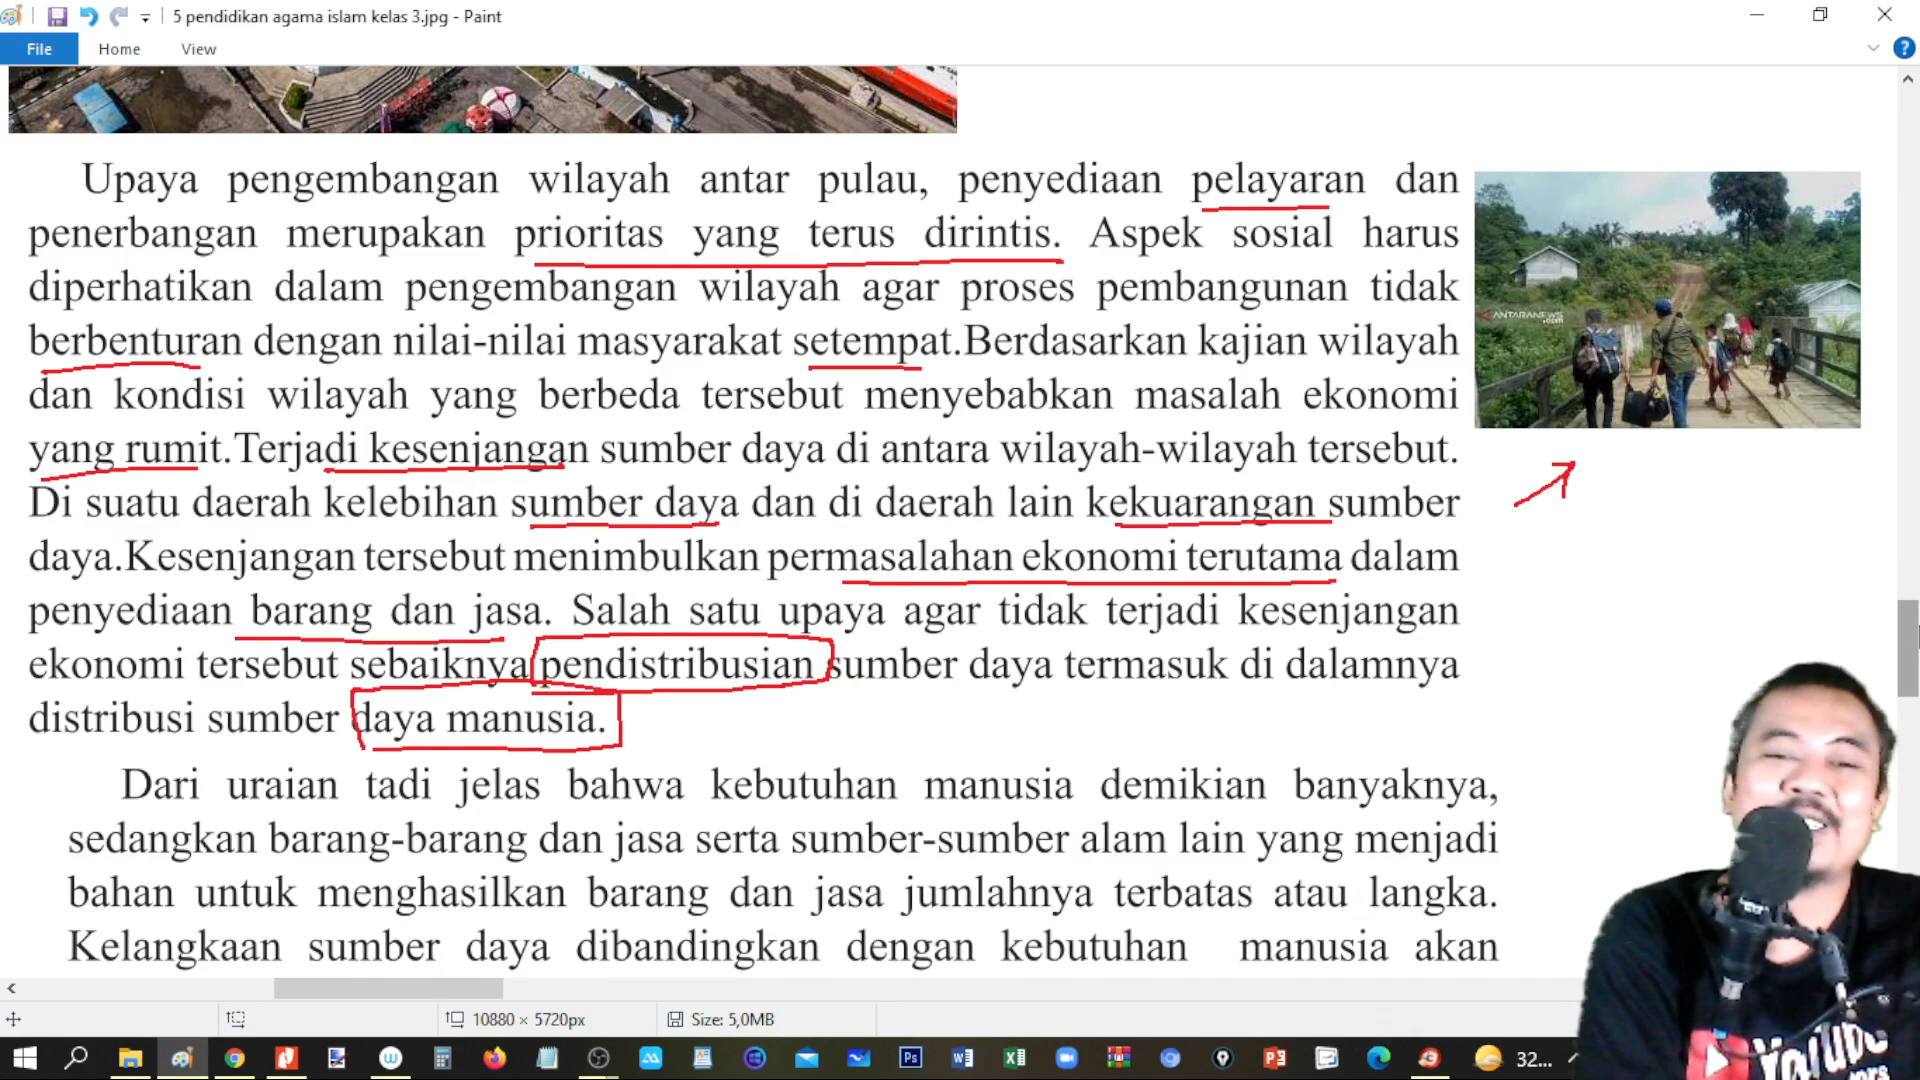 5 pendidikan agama islam kelas 3.jpg - Paint
File Home View
Upaya pengembangan wilayah antar pulau, penyediaan pelayaran dan
penerbangan merupakan prioritas yang terus dirintis. Aspek sosial harus
diperhatikan dalam pengembangan wilayah agar proses pembangunan tidak
berbenturan dengan nilai-nilai masyarakat setempat.Berdasarkan kajian wilayah
dan kondisi wilayah yang berbeda tersebut menyebabkan masalah ekonomi
yang rumit.Terjadi kesenjangan sumber daya di antara wilayah-wilayah tersebut.
Di suatu daerah kelebihan sumber daya dan di daerah lain kekuarangan sumber
daya.Kesenjangan tersebut menimbulkan permasalahan ekonomi terutama dalam
penyediaan barang dan jasa. Salah satu upaya agar tidak terjadi kesenjangan
ekonomi tersebut sebaiknya pendistribusian sumber daya termasuk di dalamnya
distribusi sumber daya manusia.
ANTARANEWS
.com
Dari uraian tadi jelas bahwa kebutuhan manusia demikian banyaknya,
sedangkan barang-barang dan jasa serta sumber-sumber alam lain yang menjadi
bahan untuk menghasilkan barang dan jasa jumlahnya terbatas atau langka.
Kelangkaan sumber daya dibandingkan dengan kebutuhan manusia akan
10880 × 5720px Size: 5,0MB
32...
YouTube